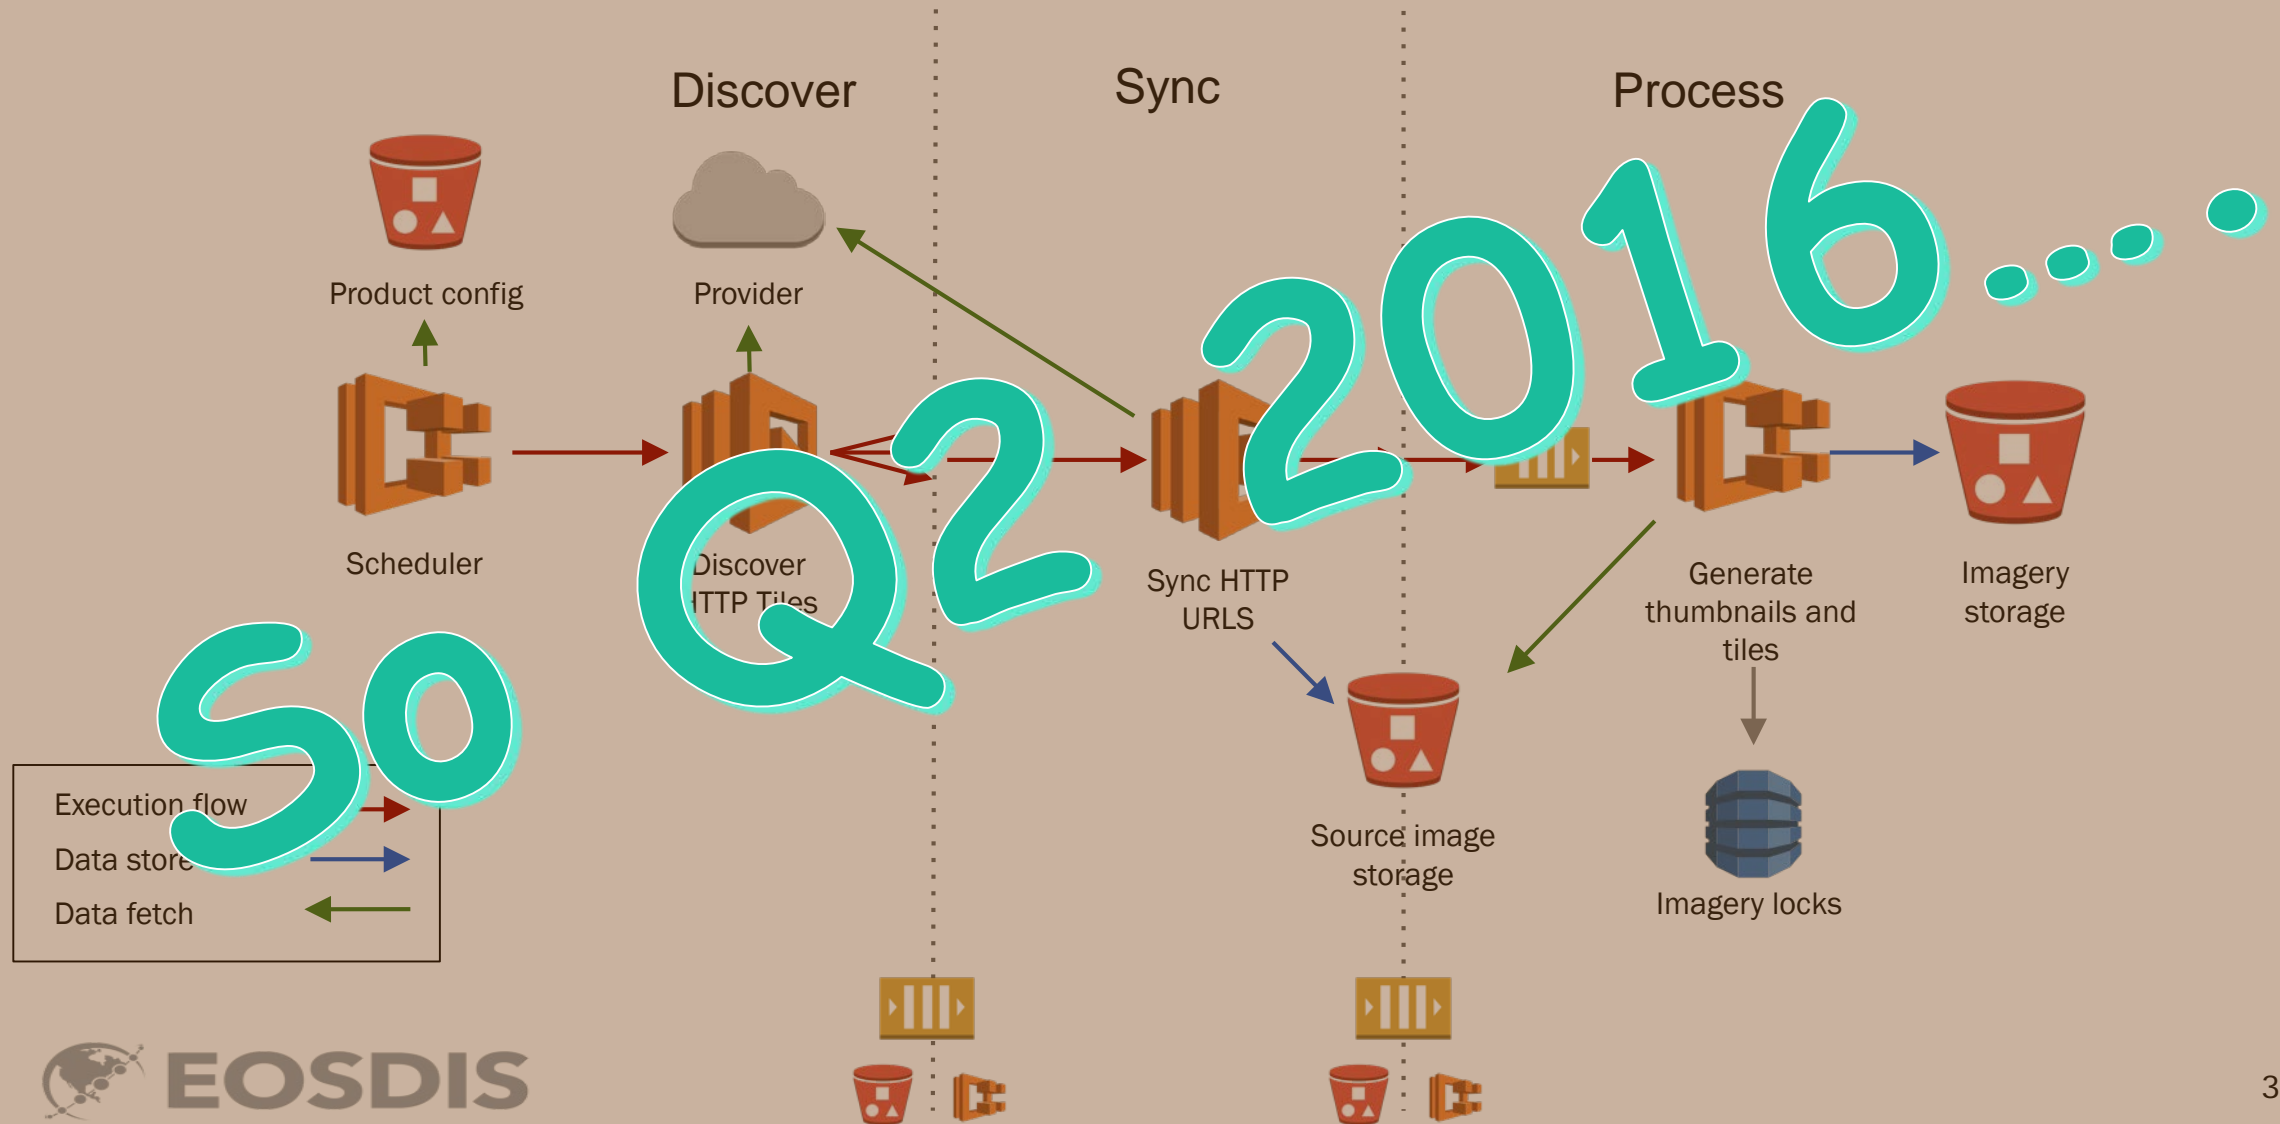 Discover
Sync
Process
Product config
Provider
Scheduler
Discover
HTTP Tiles
Sync HTTP
URLS
Generate
thumbnails and
tiles
Imagery
storage
So Q2 2016....
Execution flow
Data store
Data fetch
Source image
storage
Imagery locks
EOSDIS
3